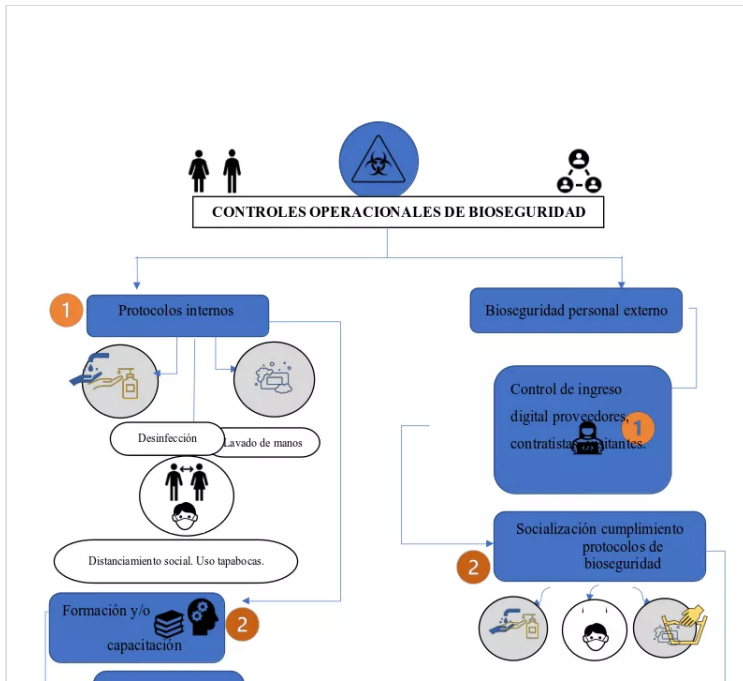 CONTROLES OPERACIONALES DE BIOSEGURIDAD
1
Protocolos internos
Desinfección
Lavado de manos
Distanciamiento social. Uso tapabocas.
Formación y/o
capacitación
2
Bioseguridad personal externo
Control de ingreso
digital proveedores,
1
contratistas
Socialización cumplimiento
protocolos de
bioseguridad
2